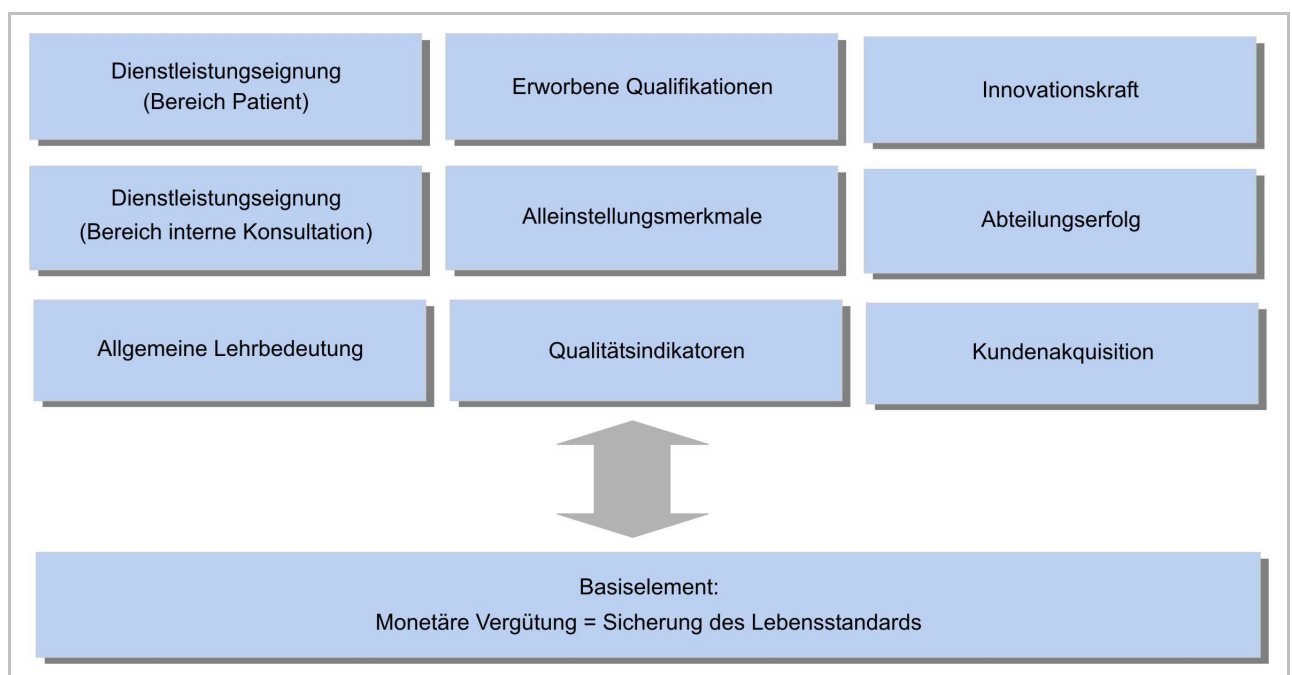 Dienstleistungseignung
(Bereich Patient)
Erworbene Qualifikationen
Innovationskraft
Dienstleistungseignung
(Bereich interne Konsultation)
Alleinstellungsmerkmale
Abteilungserfolg
Allgemeine Lehrbedeutung
Qualitätsindikatoren
Kundenakquisition
Basiselement:
Monetäre Vergütung = Sicherung des Lebensstandards